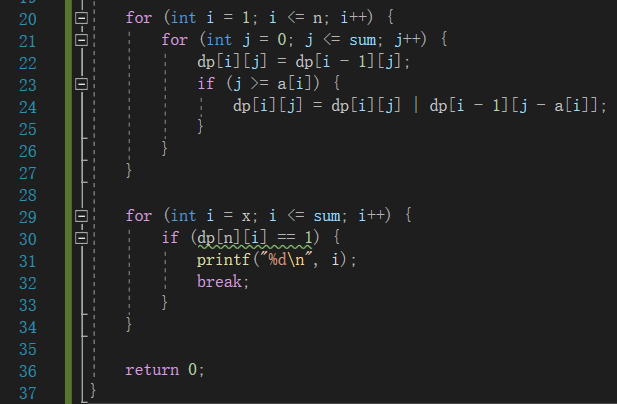 20 for (int i = 1; i <= n; i++) {
21 for (int j = 0; j <= sum; j++) {
22 dp[i][j] = dp[i - 1][j];
23 if (j >= a[i]) {
24 dp[i][j] = dp[i][j] | dp[i - 1][j - a[i]];
25 }
26 }
27 }
28
29 for (int i = x; i <= sum; i++) {
30 if (dp[n][i] == 1) {
31 printf("%d\n", i);
32 break;
33 }
34 }
35
36 return 0;
37 }